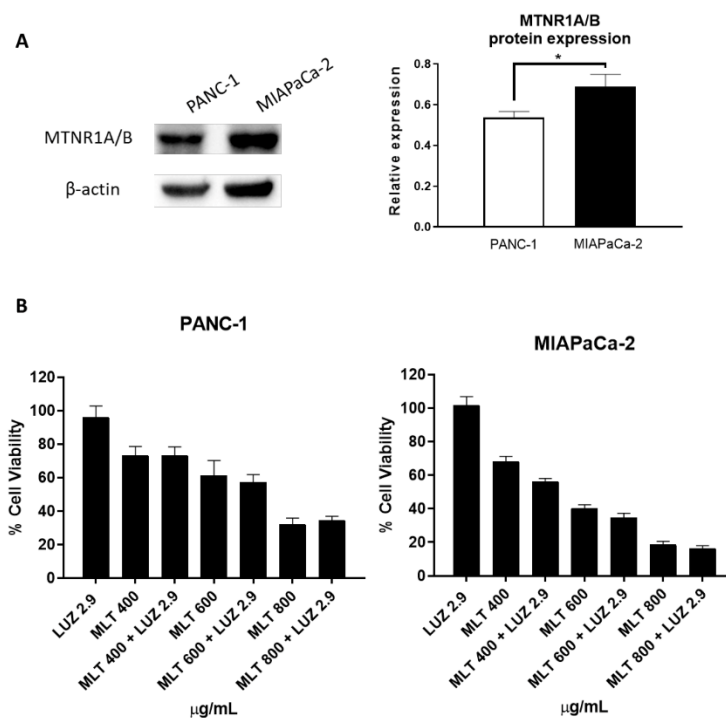 A
PANC-1
MIAPaCa-2
MTNR1A/B
β-actin
MTNR1A/B
protein expression
*
Relative expression
0.8
0.6
0.4
0.2
0.0
PANC-1
MIAPaCa-2
B
PANC-1
% Cell Viability
120
100
80
60
40
20
0
LUZ 2.9
MLT 400
MLT 400 + LUZ 2.9
MLT 600
MLT 600 + LUZ 2.9
MLT 800
MLT 800 + LUZ 2.9
μg/mL
MIAPaCa-2
% Cell Viability
120
100
80
60
40
20
0
LUZ 2.9
MLT 400
MLT 400 + LUZ 2.9
MLT 600
MLT 600 + LUZ 2.9
MLT 800
MLT 800 + LUZ 2.9
μg/mL